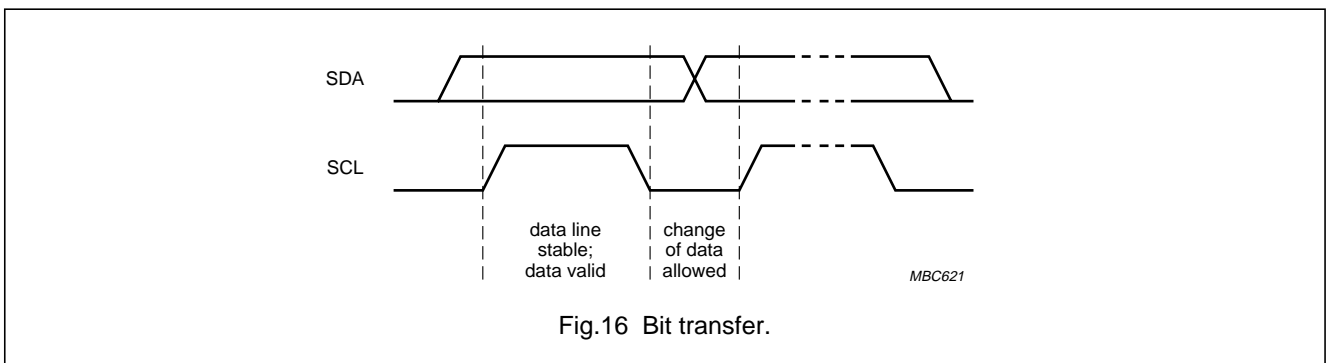 SDA
SCL
data line
stable;
data valid
change
of data
allowed
MBC621
Fig.16 Bit transfer.